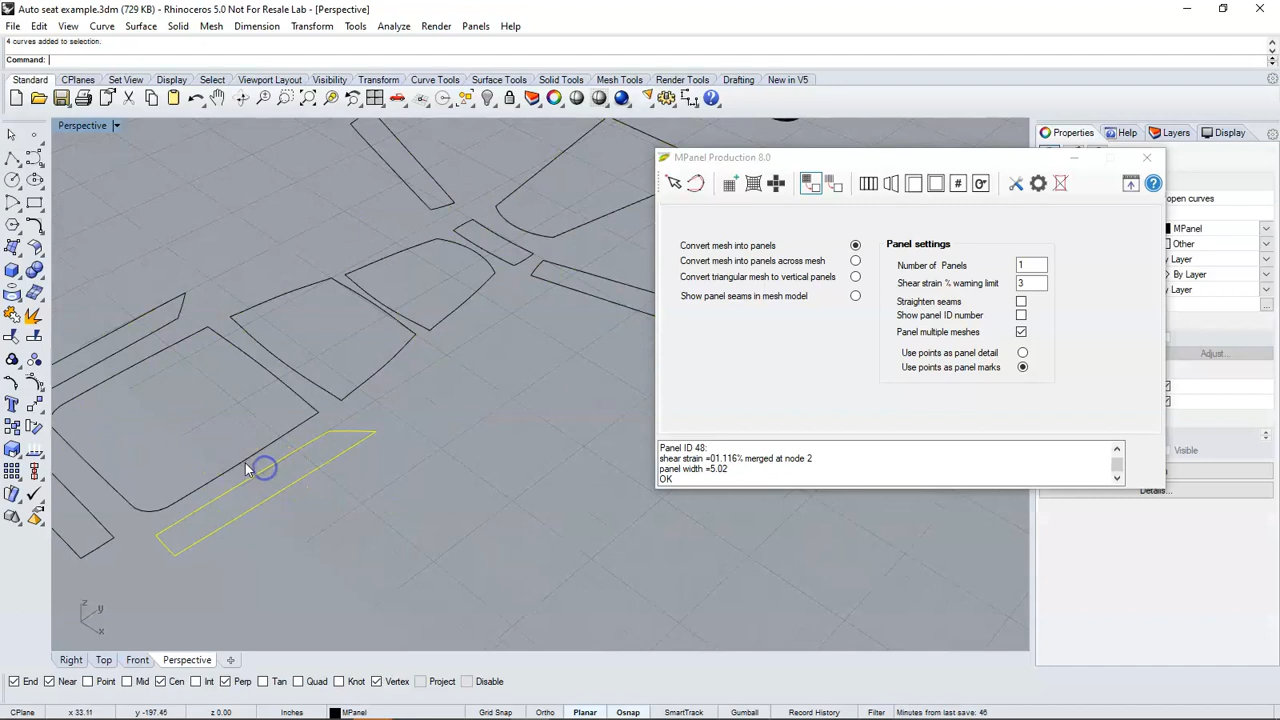 Auto seat example.3dm (729 KB) - Rhinoceros 5.0 Not For Resale Lab - [Perspective]
File Edit View Curve Surface Solid Mesh Dimension Transform Tools Analyze Render Panels Help
4 curves added to selection.
Command:
Standard CPlanes Set View Display Select Viewport Layout Visibility Transform Curve Tools Surface Tools Solid Tools Mesh Tools Render Tools Drafting New in V5
Perspective
Properties Help Layers Display
MPanel Production 8.0
open curves
MPanel
Other
By Layer
By Layer
Adjust...
Visible
Details...
Convert mesh into panels
Convert mesh into panels across mesh
Convert triangular mesh to vertical panels
Show panel seams in mesh model
Panel settings
Number of Panels 1
Shear strain % warning limit 3
Straighten seams
Show panel ID number
Panel multiple meshes
Use points as panel detail
Use points as panel marks
Panel ID 48:
shear strain =01.116% merged at node 2
panel width =5.02
OK
z
y
x
Right Top Front Perspective
End Near Point Mid Cen Int Perp Tan Quad Knot Vertex Project Disable
CPlane x 33.11 y -197.46 z 0.00 Inches MPanel Grid Snap Ortho Planar Osnap SmartTrack Gumball Record History Filter Minutes from last save: 46